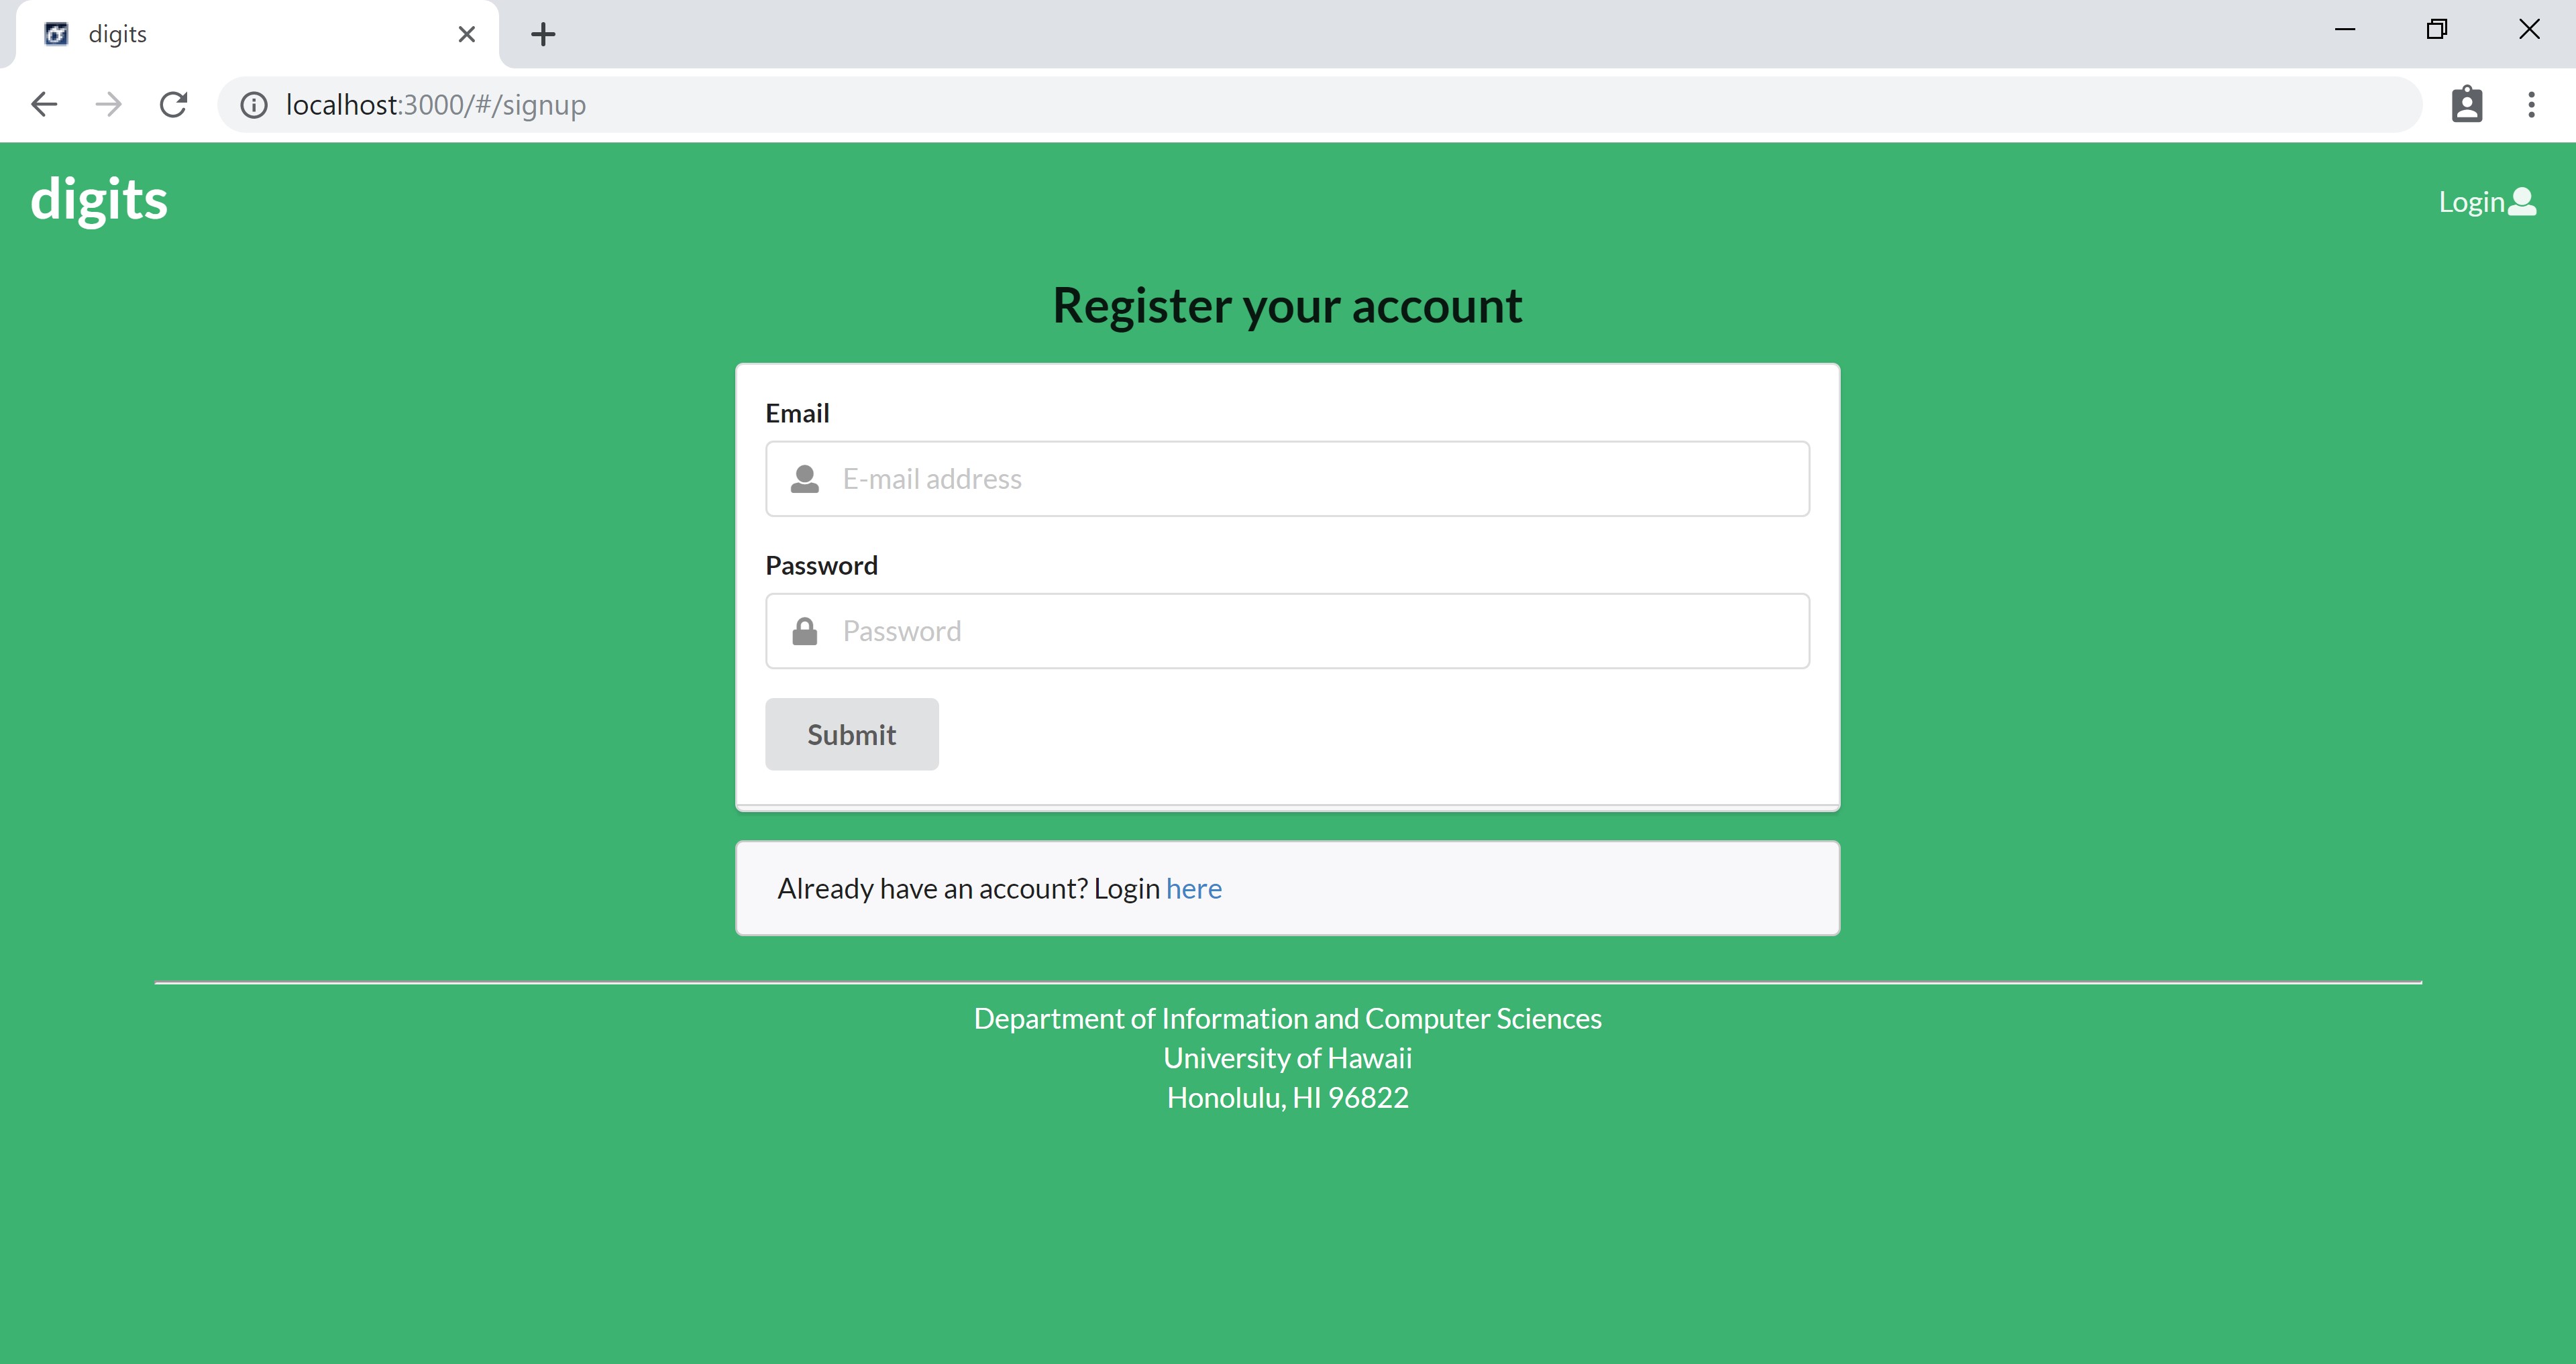 digits
localhost:3000/#/signup
digits
Login
Register your account
Email
E-mail address
Password
Password
Submit
Already have an account? Login here
Department of Information and Computer Sciences
University of Hawaii
Honolulu, HI 96822